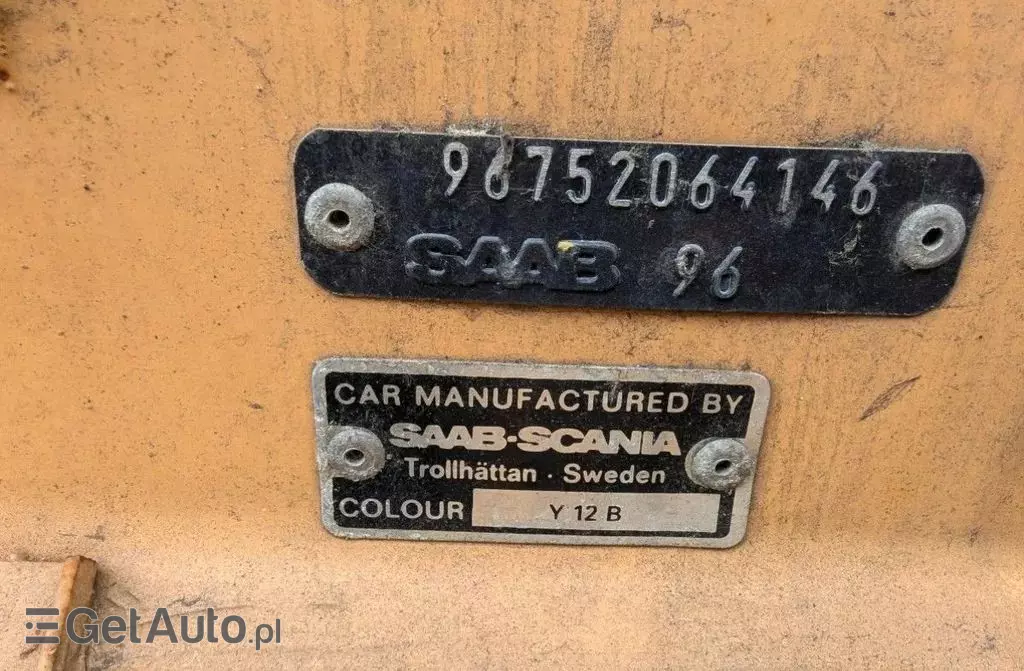 96752064146
SAAB 96
CAR MANUFACTURED BY
SAAB-SCANIA
Trollhättan · Sweden
COLOUR Y 12 B
GetAuto.pl